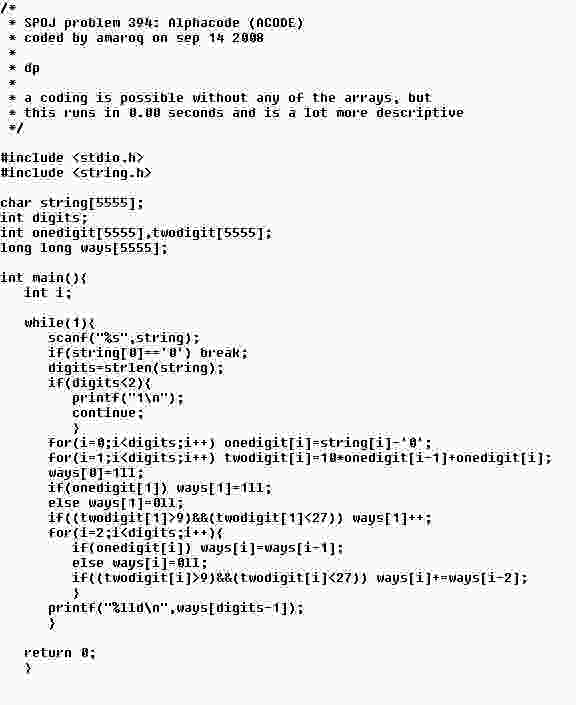 /*
 * SPOJ problem 394: Alphacode (ACODE)
 * coded by amaroq on sep 14 2008
 *
 * dp
 *
 * a coding is possible without any of the arrays, but
 * this runs in 0.00 seconds and is a lot more descriptive
 */

#include <stdio.h>
#include <string.h>

char string[5555];
int digits;
int onedigit[5555],twodigit[5555];
long long ways[5555];

int main(){
   int i;

   while(1){
      scanf("%s",string);
      if(string[0]=='0') break;
      digits=strlen(string);
      if(digits<2){
         printf("1\n");
         continue;
         }
      for(i=0;i<digits;i++) onedigit[i]=string[i]-'0';
      for(i=1;i<digits;i++) twodigit[i]=10*onedigit[i-1]+onedigit[i];
      ways[0]=1ll;
      if(onedigit[1]) ways[1]=1ll;
      else ways[1]=0ll;
      if((twodigit[1]>9)&&(twodigit[1]<27)) ways[1]++;
      for(i=2;i<digits;i++){
         if(onedigit[i]) ways[i]=ways[i-1];
         else ways[i]=0ll;
         if((twodigit[i]>9)&&(twodigit[i]<27)) ways[i]+=ways[i-2];
         }
      printf("%lld\n",ways[digits-1]);
      }

   return 0;
   }